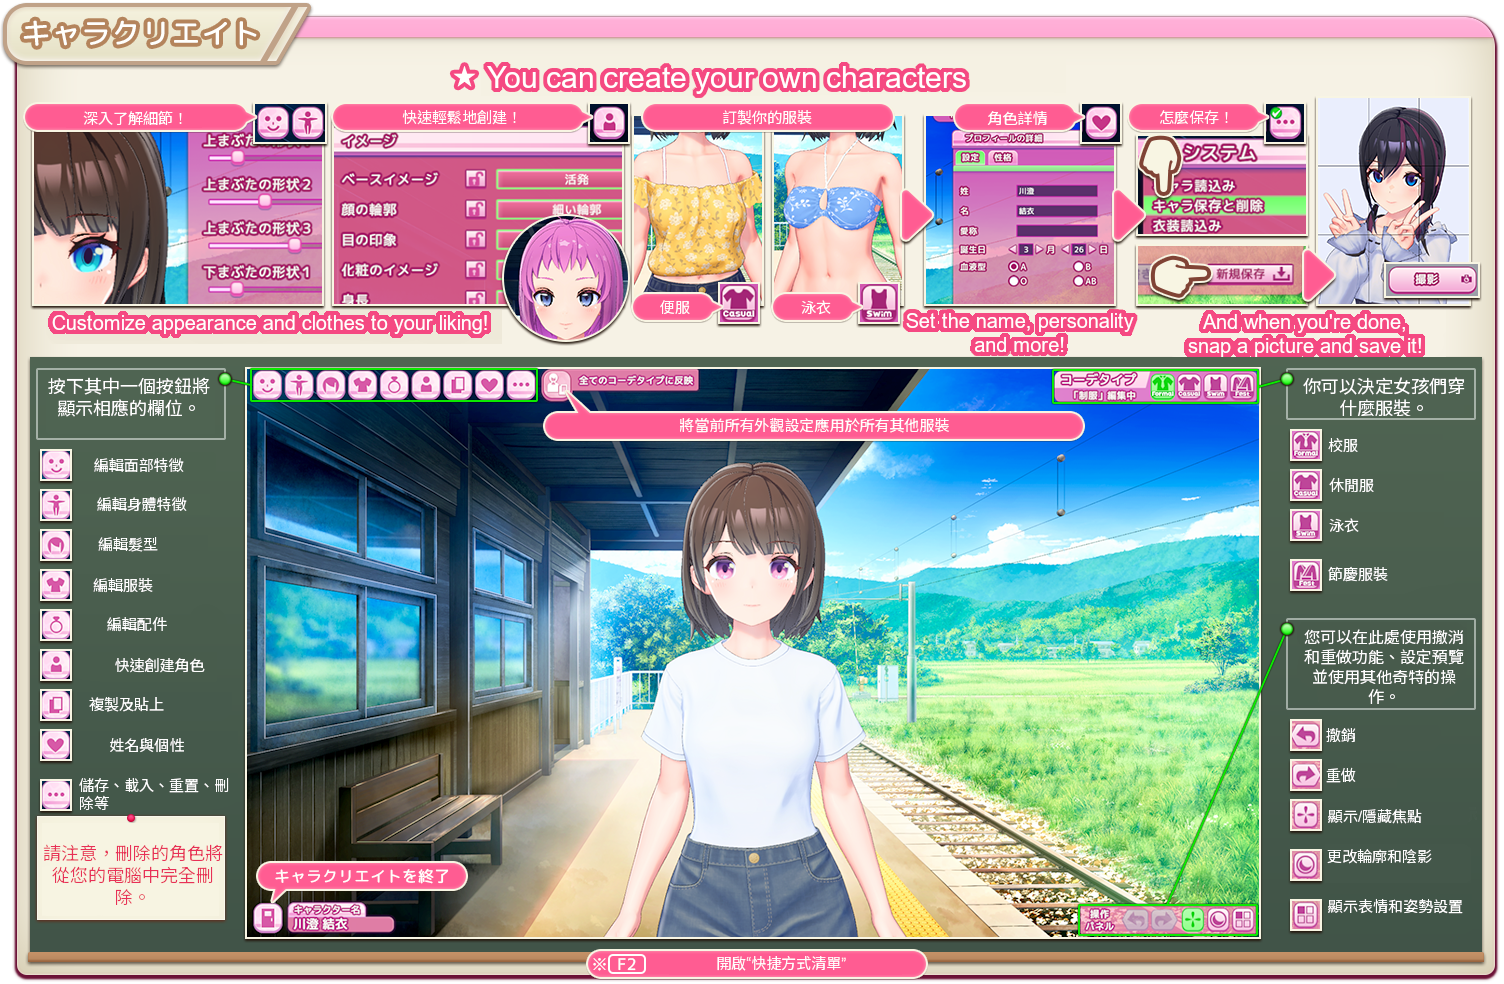 キャラクリエイト
★ You can create your own characters
深入了解細節！
快速輕鬆地創建！
訂製你的服裝
角色詳情
怎麼保存！
上まぶたの形状2
上まぶたの形状3
下まぶたの形状1
イメージ
ベースイメージ
活発
顔の輪郭
細い輪郭
目の印象
化粧のイメージ
身長
便服
Casual
泳衣
Swim
プロフィールの詳細
設定
性格
姓
川澄
名
結衣
愛称
誕生日
3
月
26
日
血液型
A
B
O
AB
システム
キャラ保存と削除
衣装読込み
新規保存
撮影
Customize appearance and clothes to your liking!
Set the name, personality
and more!
And when you're done,
snap a picture and save it!
按下其中一個按鈕將
顯示相應的欄位。
編輯面部特徵
編輯身體特徵
編輯髮型
編輯服裝
編輯配件
快速創建角色
複製及貼上
姓名與個性
儲存、載入、重置、刪
除等
請注意，刪除的角色將
從您的電腦中完全刪
除。
全てのコーデタイプに反映
將當前所有外觀設定應用於所有其他服裝
コーデタイプ
「制服」編集中
Formal
Casual
Swim
Fest
キャラクリエイトを終了
キャラクター名
川澄 結衣
操作
パネル
你可以決定女孩們穿
什麼服裝。
Formal
校服
Casual
休閒服
Swim
泳衣
Fest
節慶服裝
您可以在此處使用撤消
和重做功能、設定預覽
並使用其他奇特的操
作。
撤銷
重做
顯示/隱藏焦點
更改輪廓和陰影
顯示表情和姿勢設置
※ F2
開啟“快捷方式清單”